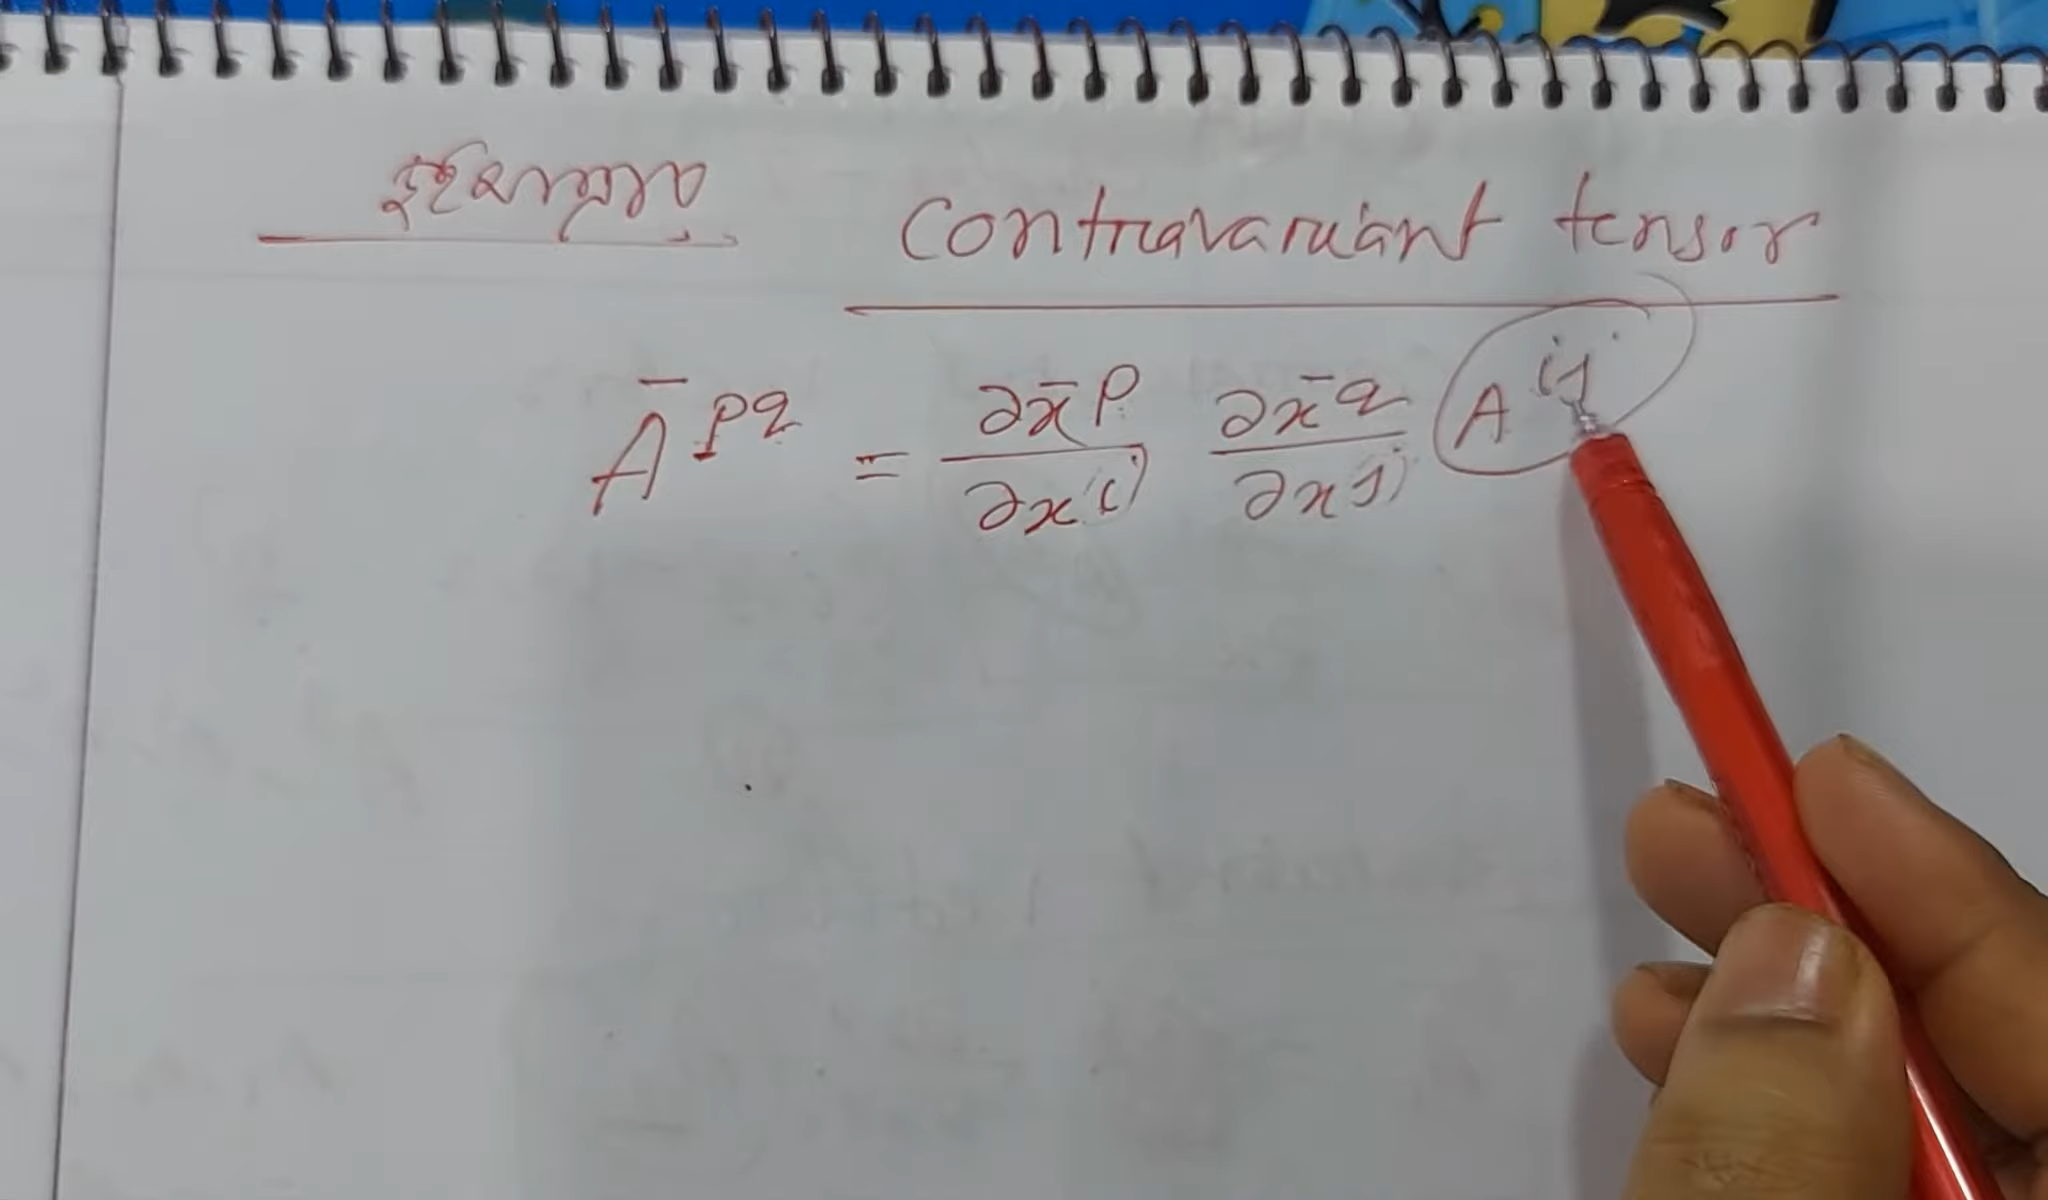 Contravariant tensor
Ā^{pq} = ∂x̄^p/∂x^i ∂x̄^q/∂x^j A^{ij}